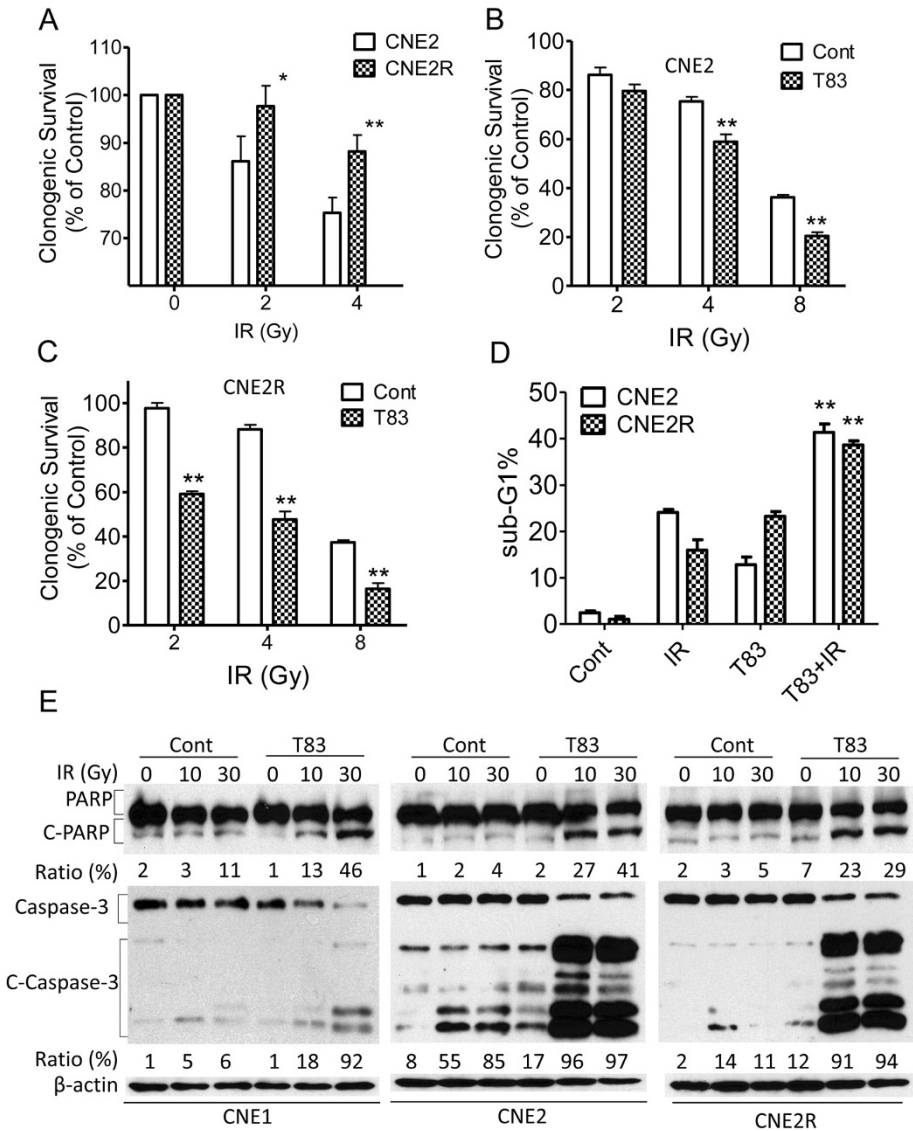 A
Clonogenic Survival
(% of Control)
110
100
90
80
70
CNE2
CNE2R
*
**
0 2 4
IR (Gy)
B
Clonogenic Survival
(% of Control)
100
80
60
40
20
0
CNE2
Cont
T83
**
**
2 4 8
IR (Gy)
C
Clonogenic Survival
(% of Control)
100
80
60
40
20
0
CNE2R
Cont
T83
**
**
**
2 4 8
IR (Gy)
D
sub-G1%
50
40
30
20
10
0
CNE2
CNE2R
** **
Cont IR T83 T83+IR
E
Cont T83 Cont T83 Cont T83
IR (Gy) 0 10 30 0 10 30 0 10 30 0 10 30 0 10 30 0 10 30
PARP
C-PARP
Ratio (%) 2 3 11 1 13 46 1 2 4 2 27 41 2 3 5 7 23 29
Caspase-3
C-Caspase-3
Ratio (%) 1 5 6 1 18 92 8 55 85 17 96 97 2 14 11 12 91 94
β-actin
CNE1 CNE2 CNE2R